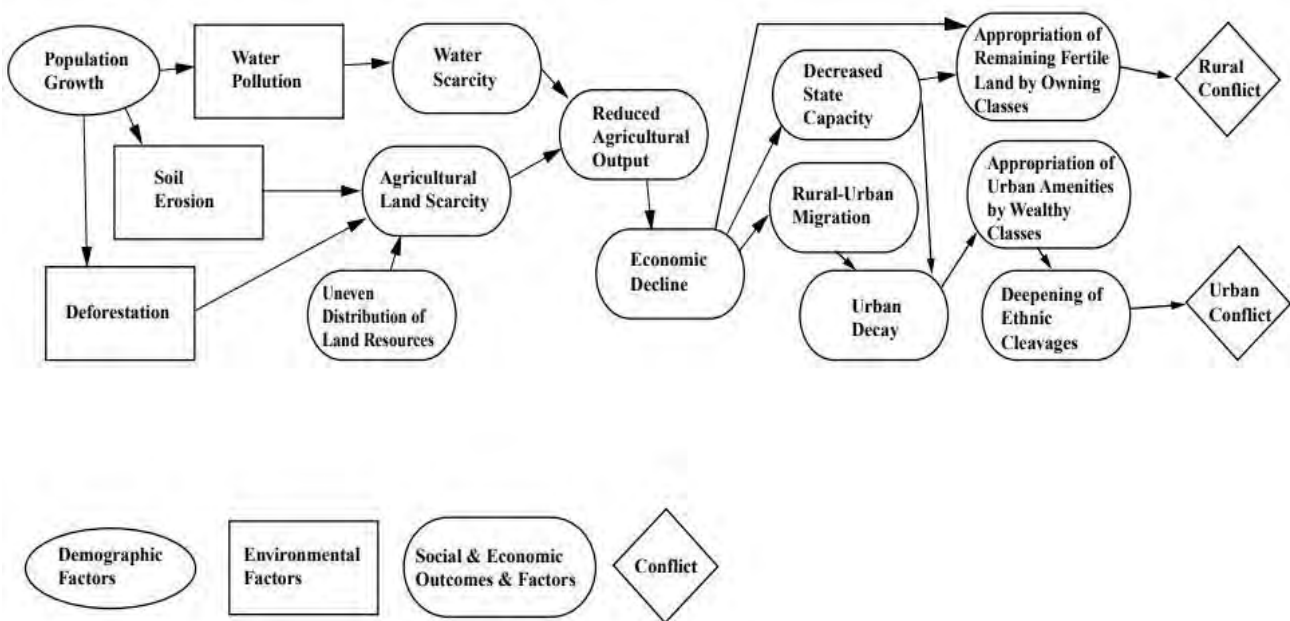 Population
Growth
Water
Pollution
Water
Scarcity
Soil
Erosion
Agricultural
Land Scarcity
Deforestation
Uneven
Distribution of
Land Resources
Reduced
Agricultural
Output
Economic
Decline
Decreased
State
Capacity
Rural-Urban
Migration
Urban
Decay
Appropriation of
Remaining Fertile
Land by Owning
Classes
Appropriation of
Urban Amenities
by Wealthy
Classes
Deepening of
Ethnic
Cleavages
Rural
Conflict
Urban
Conflict
Demographic
Factors
Environmental
Factors
Social & Economic
Outcomes & Factors
Conflict